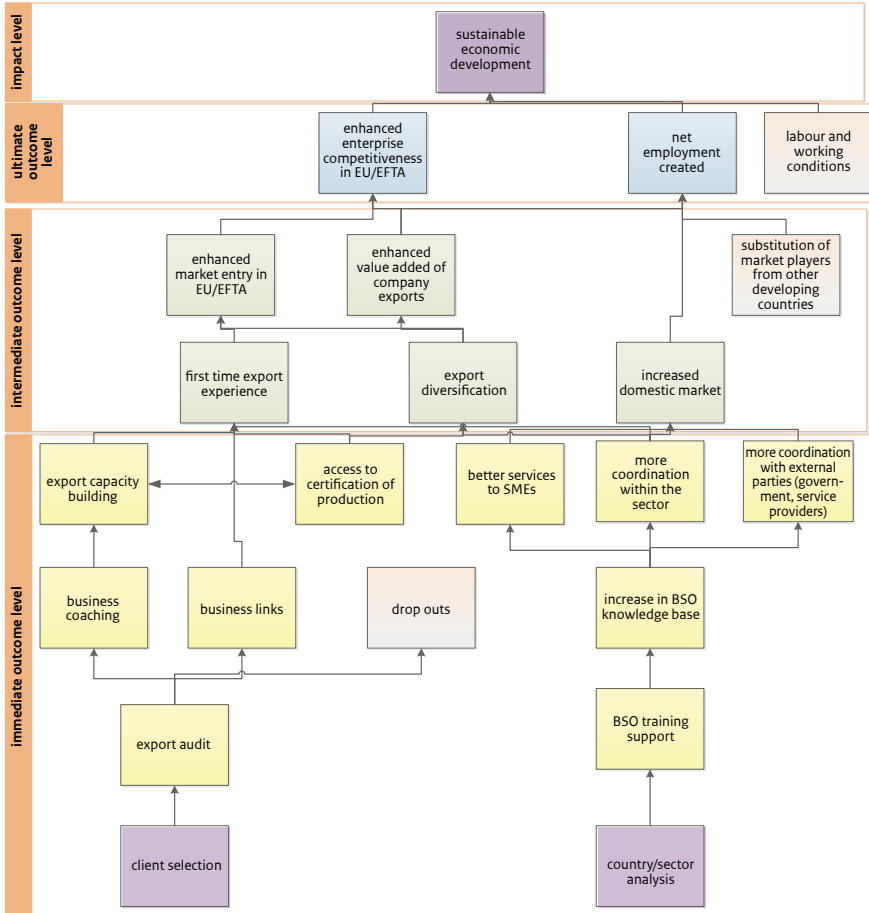 impact level
sustainable
economic
development
ultimate
outcome
level
enhanced
enterprise
competitiveness
in EU/EFTA
net
employment
created
labour and
working
conditions
intermediate outcome level
enhanced
market entry in
EU/EFTA
enhanced
value added of
company
exports
substitution of
market players
from other
developing
countries
first time export
experience
export
diversification
increased
domestic market
immediate outcome level
export capacity
building
access to
certification of
production
better services
to SMEs
more
coordination
within the
sector
more coordination
with external
parties (govern-
ment, service
providers)
business
coaching
business links
drop outs
increase in BSO
knowledge base
export audit
BSO training
support
client selection
country/sector
analysis